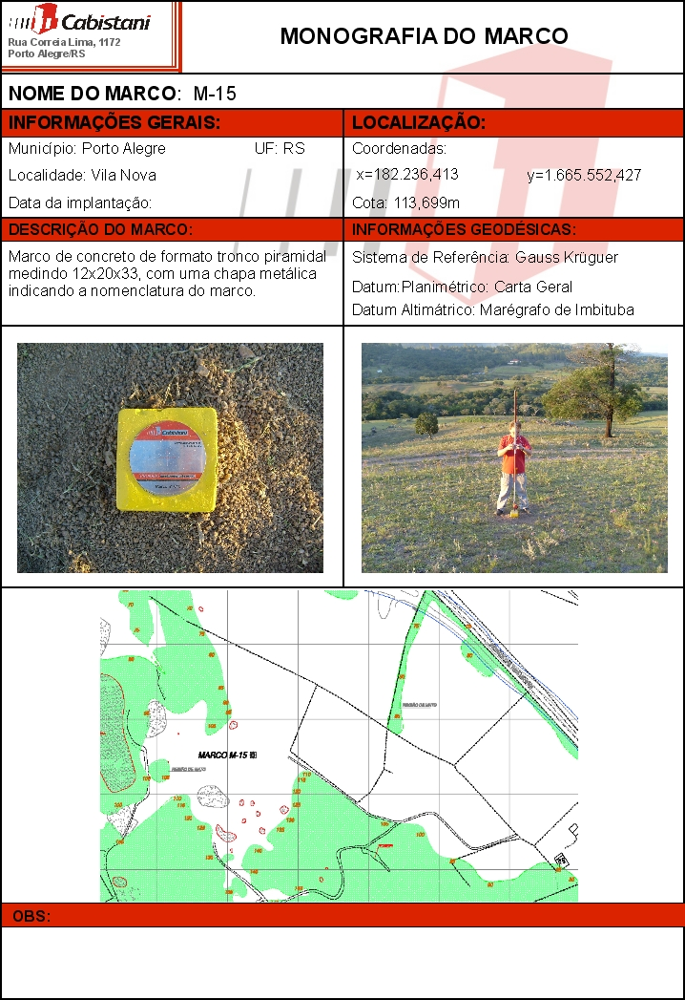 Cabistani
Rua Correia Lima, 1172
Porto Alegre/RS
MONOGRAFIA DO MARCO
NOME DO MARCO: M-15
INFORMAÇÕES GERAIS:
Município: Porto Alegre UF: RS
Localidade: Vila Nova
Data da implantação:
LOCALIZAÇÃO:
Coordenadas:
x=182.236,413 y=1.665.552,427
Cota: 113,699m
DESCRIÇÃO DO MARCO:
Marco de concreto de formato tronco piramidal
medindo 12x20x33, com uma chapa metálica
indicando a nomenclatura do marco.
INFORMAÇÕES GEODÉSICAS:
Sistema de Referência: Gauss Krüguer
Datum:Planimétrico: Carta Geral
Datum Altimátrico: Marégrafo de Imbituba
Cabistani
MARCO M-15
OBS: